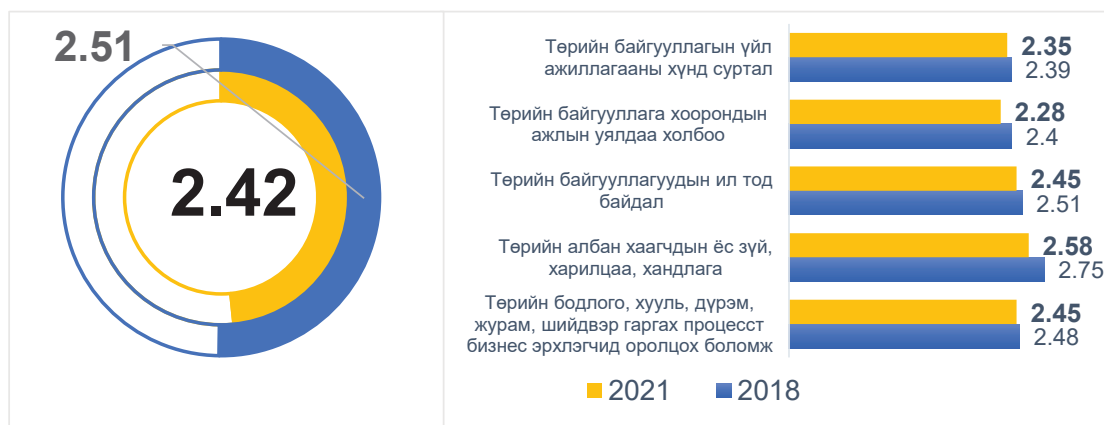 2.51
2.42
Төрийн байгууллагын үйл
ажиллагааны хүнд суртал
2.35
2.39
Төрийн байгууллага хоорондын
ажлын уялдаа холбоо
2.28
2.4
Төрийн байгууллагуудын ил тод
байдал
2.45
2.51
Төрийн албан хаагчдын ёс зүй,
харилцаа, хандлага
2.58
2.75
Төрийн бодлого, хууль, дүрэм,
журам, шийдвэр гаргах процесст
бизнес эрхлэгчид оролцох боломж
2.45
2.48
2021
2018